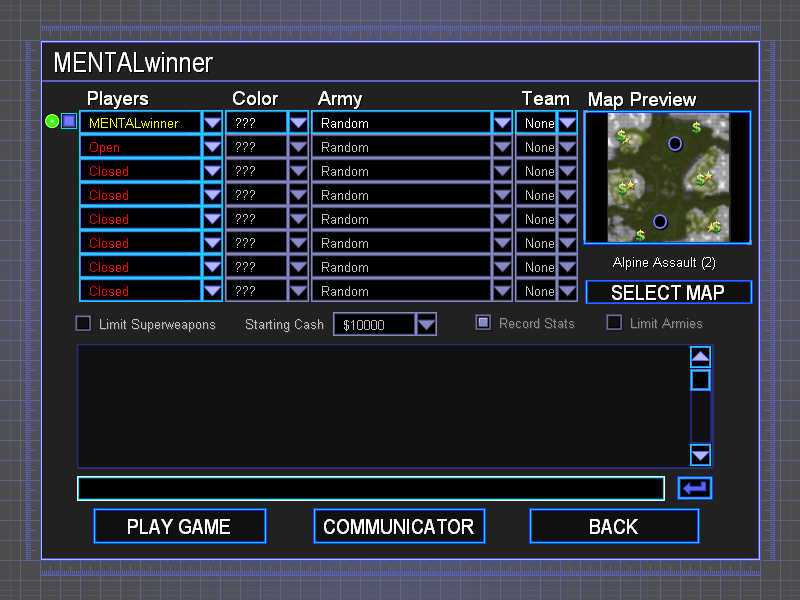 MENTALwinner
Players Color Army Team Map Preview
MENTALwinner ??? Random None
Open ??? Random None
Closed ??? Random None
Closed ??? Random None
Closed ??? Random None
Closed ??? Random None
Closed ??? Random None
Closed ??? Random None
Alpine Assault (2)
SELECT MAP
Limit Superweapons Starting Cash $10000 Record Stats Limit Armies
PLAY GAME COMMUNICATOR BACK